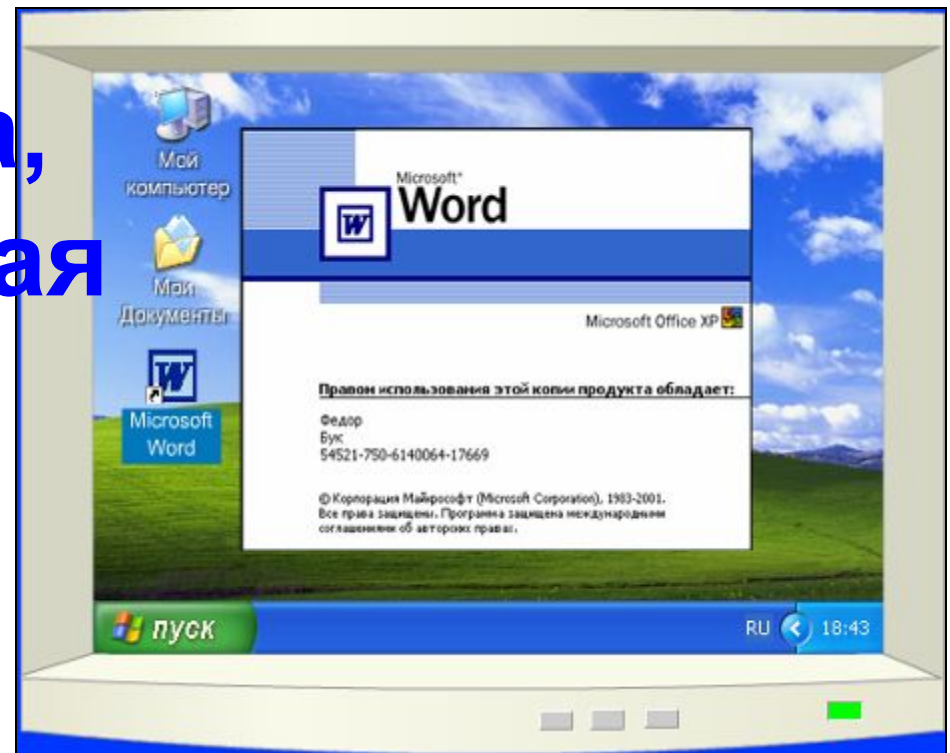 а,
ая
Мой
компьютер
Мои
Документы
Microsoft
Word
Microsoft®
Word
Microsoft Office XP
Правом использования этой копии продукта обладает:
Федор
Бук
54521-750-6140064-17669
© Корпорация Майкрософт (Microsoft Corporation), 1983-2001.
Все права защищены. Программа защищена международными
соглашениями об авторских правах.
пуск
RU
18:43